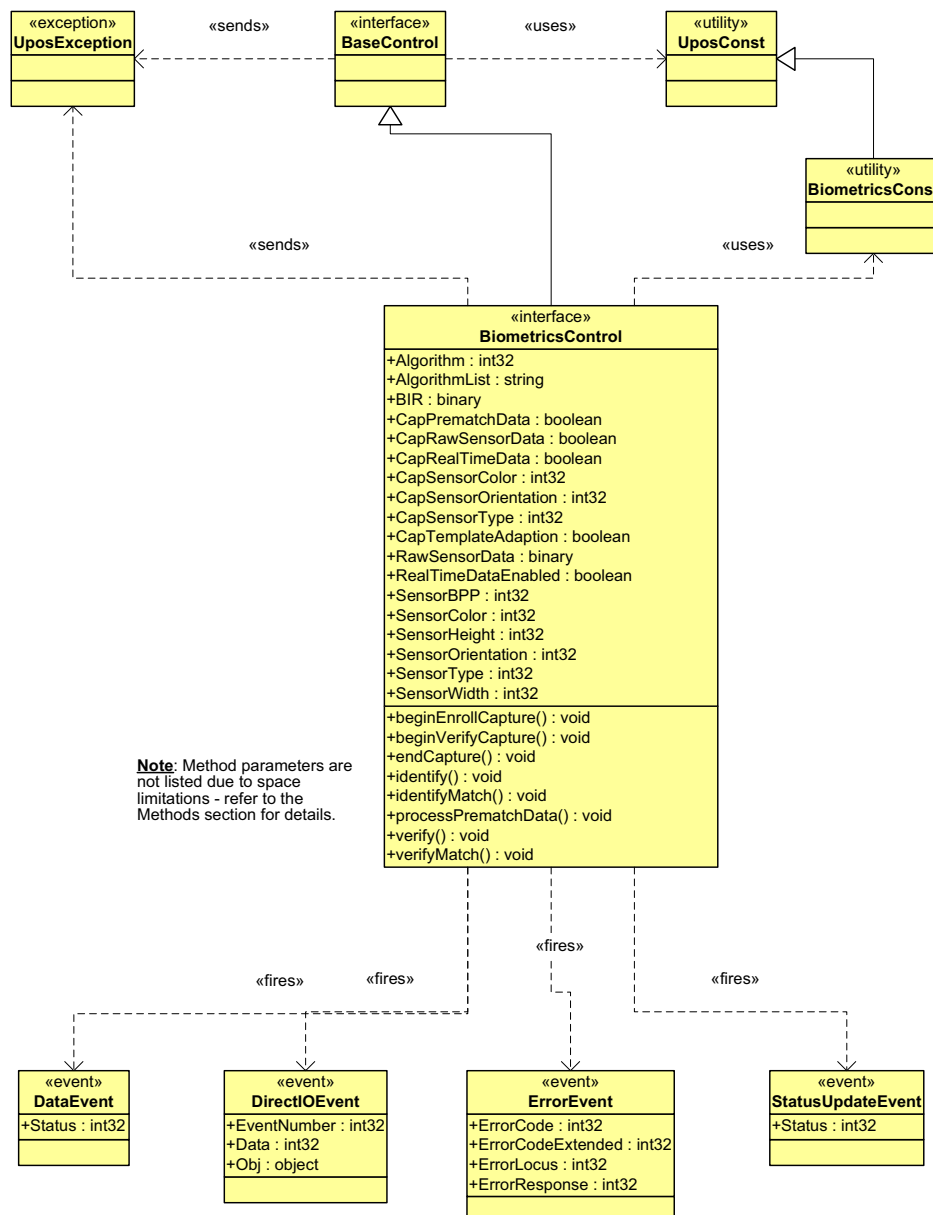 «exception»
UposException
«sends»
«interface»
BaseControl
«uses»
«utility»
UposConst
«utility»
BiometricsCons
«sends»
«uses»
«interface»
BiometricsControl
+Algorithm : int32
+AlgorithmList : string
+BIR : binary
+CapPrematchData : boolean
+CapRawSensorData : boolean
+CapRealTimeData : boolean
+CapSensorColor : int32
+CapSensorOrientation : int32
+CapSensorType : int32
+CapTemplateAdaption : boolean
+RawSensorData : binary
+RealTimeDataEnabled : boolean
+SensorBPP : int32
+SensorColor : int32
+SensorHeight : int32
+SensorOrientation : int32
+SensorType : int32
+SensorWidth : int32
+beginEnrollCapture() : void
+beginVerifyCapture() : void
+endCapture() : void
+identify() : void
+identifyMatch() : void
+processPrematchData() : void
+verify() : void
+verifyMatch() : void
Note: Method parameters are
not listed due to space
limitations - refer to the
Methods section for details.
«fires»
«fires»
«fires»
«fires»
«event»
DataEvent
+Status : int32
«event»
DirectIOEvent
+EventNumber : int32
+Data : int32
+Obj : object
«event»
ErrorEvent
+ErrorCode : int32
+ErrorCodeExtended : int32
+ErrorLocus : int32
+ErrorResponse : int32
«event»
StatusUpdateEvent
+Status : int32